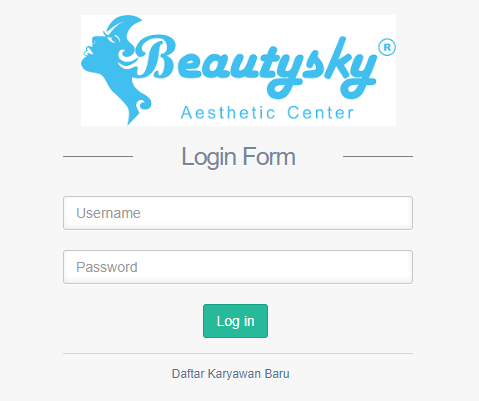 Beautysky®
Aesthetic Center
Login Form
Username
Password
Log in
Daftar Karyawan Baru